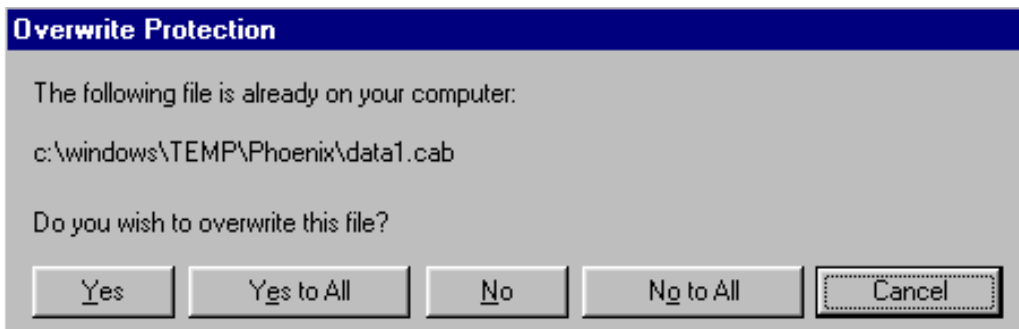 Overwrite Protection
The following file is already on your computer:
c:\windows\TEMP\Phoenix\data1.cab
Do you wish to overwrite this file?
Yes Yes to All No No to All Cancel